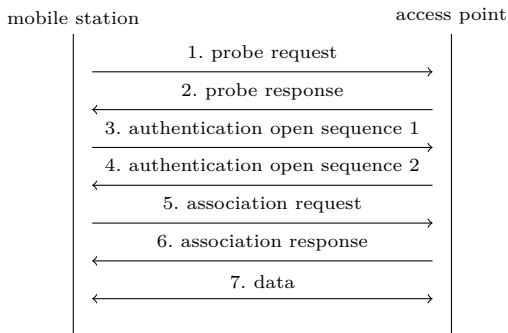 mobile station
access point
1. probe request
2. probe response
3. authentication open sequence 1
4. authentication open sequence 2
5. association request
6. association response
7. data